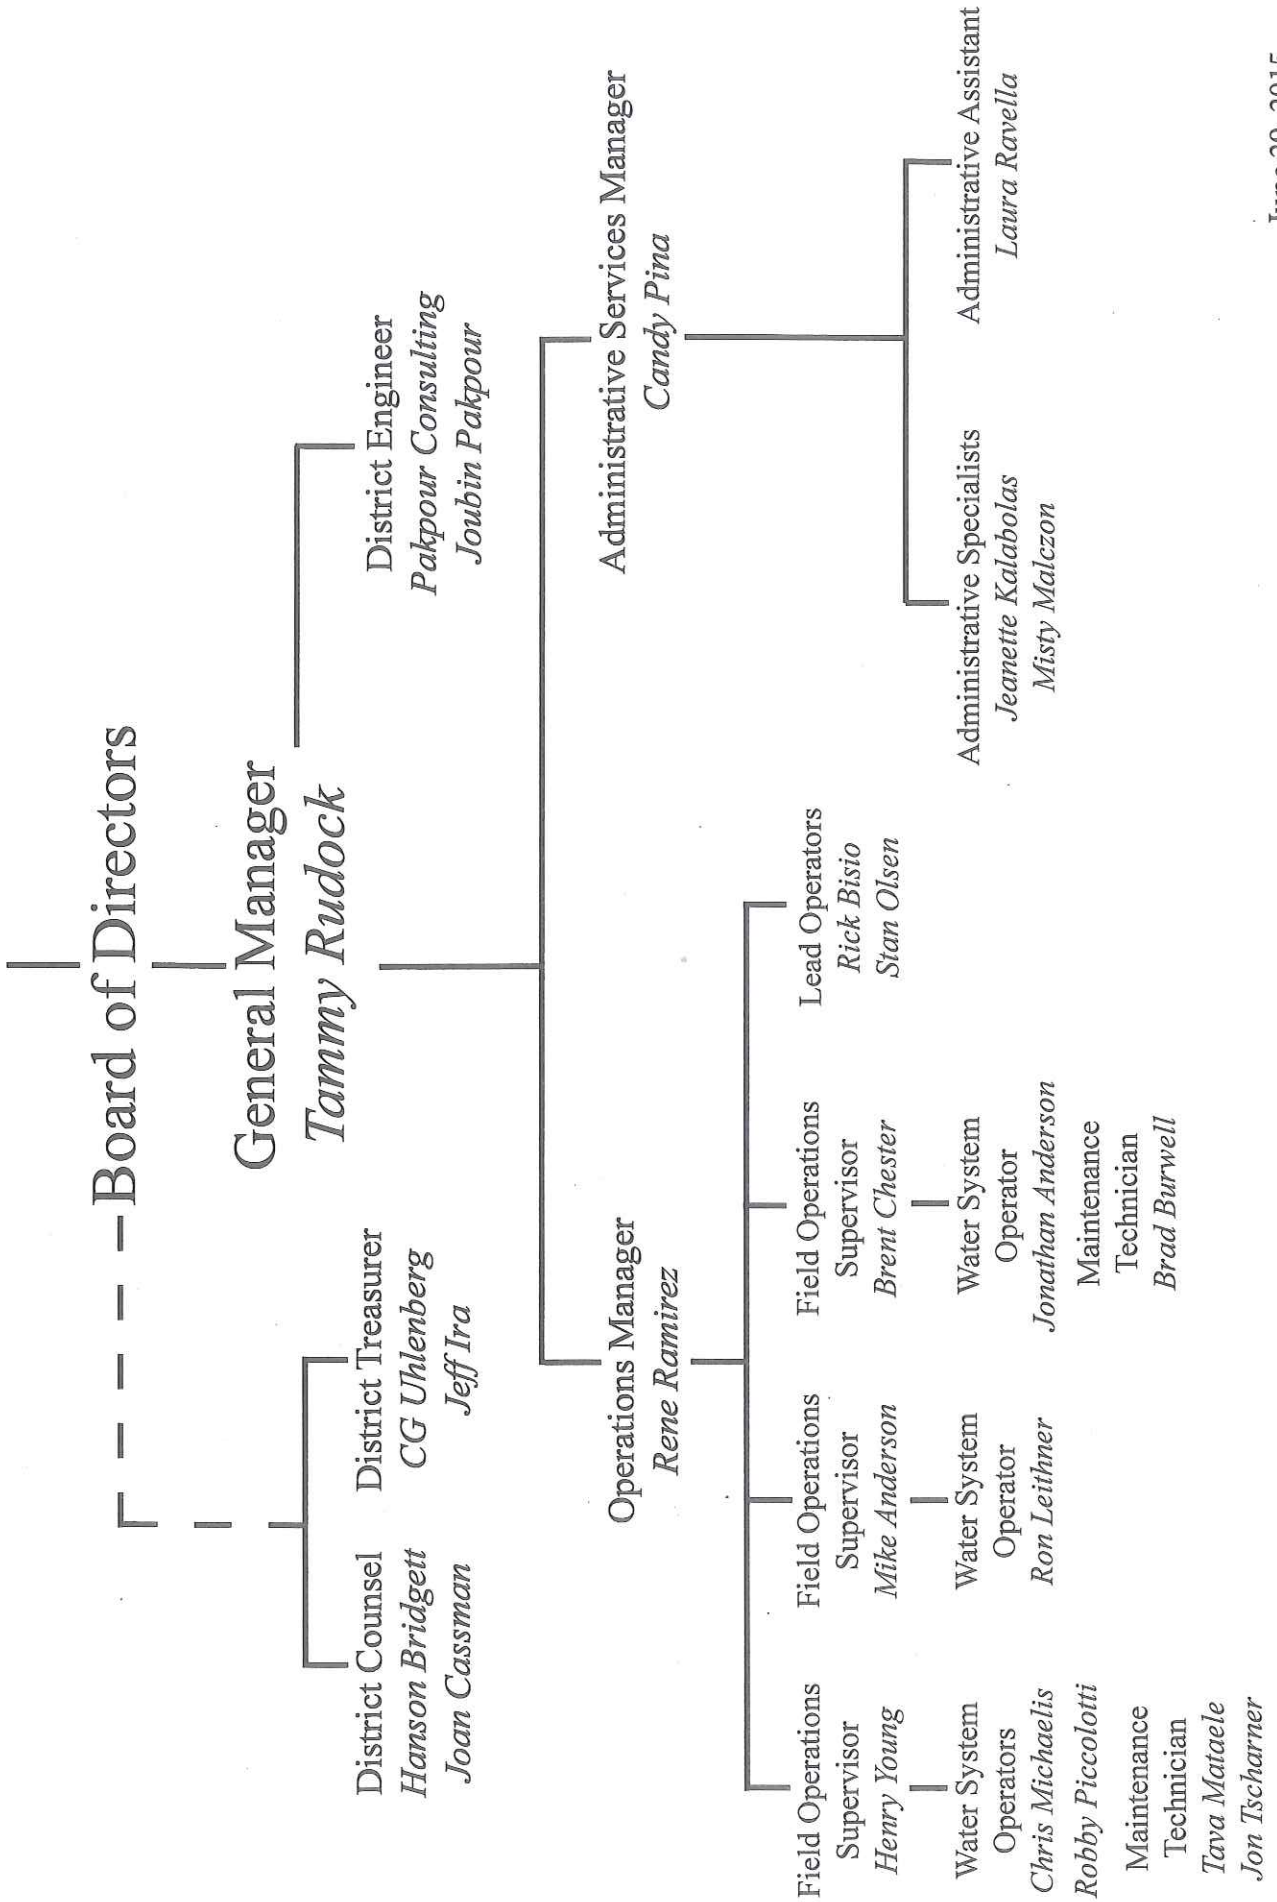 Board of Directors
General Manager
Tammy Rudock
District Counsel
Hanson Bridgett
Joan Cassman
District Treasurer
CG Uhlenberg
Jeff Ira
District Engineer
Pakpour Consulting
Joubin Pakpour
Operations Manager
Rene Ramirez
Administrative Services Manager
Candy Pina
Field Operations
Supervisor
Henry Young
Water System
Operators
Chris Michaelis
Robby Piccolotti
Maintenance
Technician
Tava Mataele
Jon Tscharner
Field Operations
Supervisor
Mike Anderson
Water System
Operator
Ron Leithner
Field Operations
Supervisor
Brent Chester
Water System
Operator
Jonathan Anderson
Maintenance
Technician
Brad Burwell
Lead Operators
Rick Bisio
Stan Olsen
Administrative Specialists
Jeanette Kalabolas
Misty Malczon
Administrative Assistant
Laura Ravella
2015